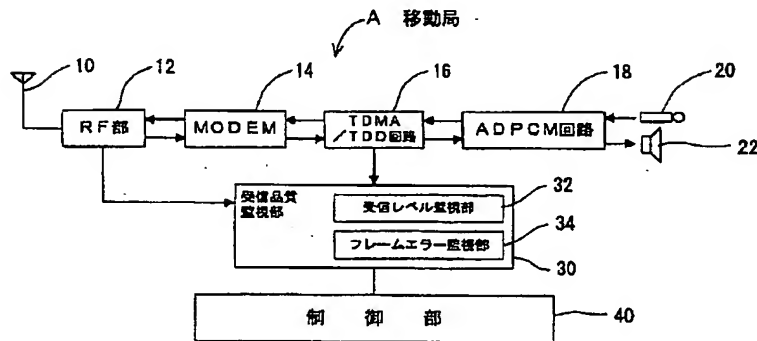 A 移動局
10
12
14
16
18
20
RF部
MODEM
TDMA
／TDD回路
ADPCM回路
22
受信品質
監視部
32
受信レベル監視部
34
フレームエラー監視部
30
制御部
40